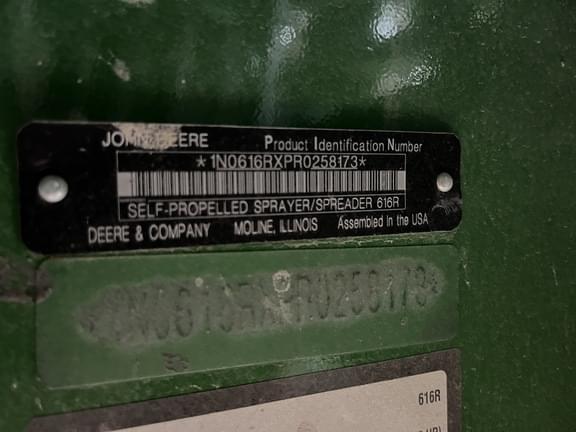 JOHN DEERE Product Identification Number
*1N0616RXPR0258173*
SELF-PROPELLED SPRAYER/SPREADER 616R
DEERE & COMPANY MOLINE, ILLINOIS Assembled in the USA
*1N0616RXPR0258173*
616R